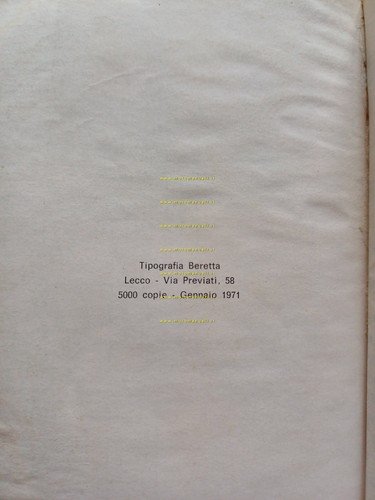 Tipografia Beretta
Lecco - Via Previati, 58
5000 copie - Gennaio 1971